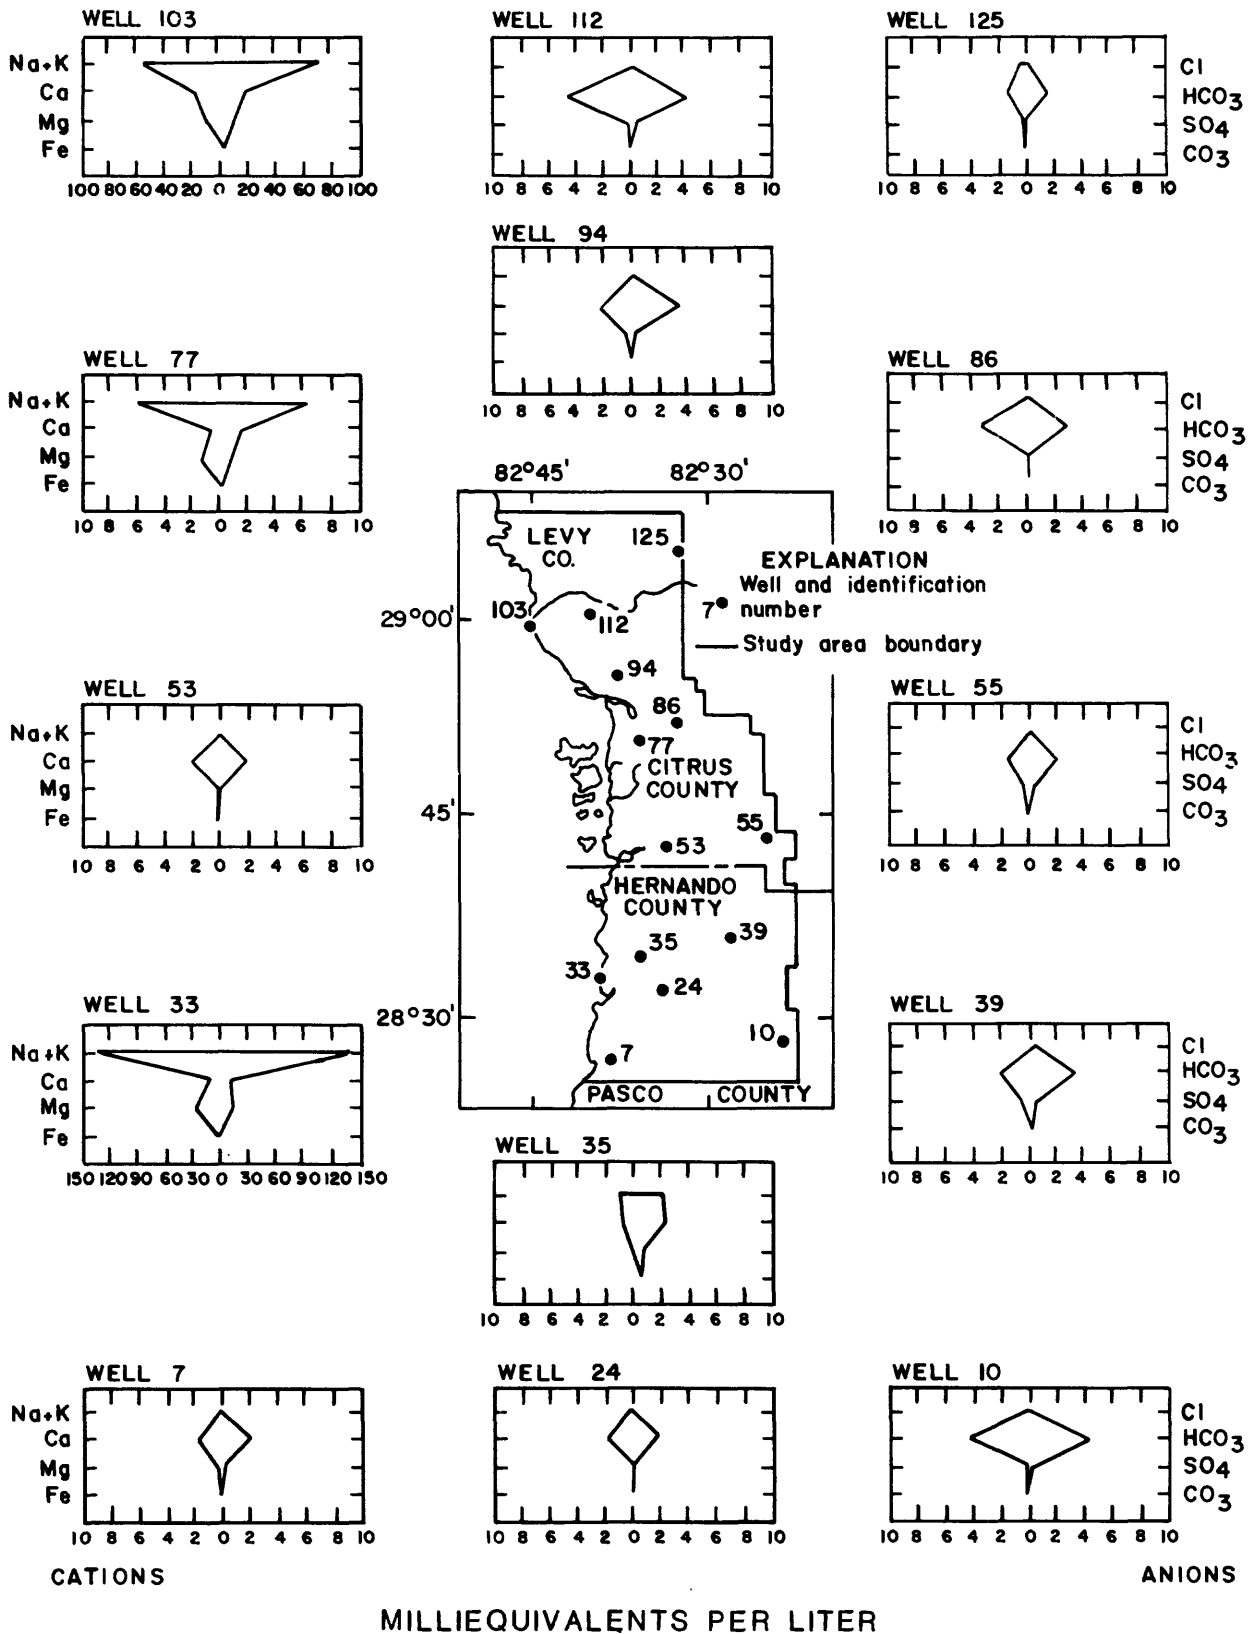 WELL 103
WELL 112
WELL 125
Na+K
Ca
Mg
Fe
100 80 60 40 20 0 20 40 60 80 100
10 8 6 4 2 0 2 4 6 8 10
Cl
HCO3
SO4
CO3
10 8 6 4 2 0 2 4 6 8 10
WELL 94
10 8 6 4 2 0 2 4 6 8 10
WELL 77
Na+K
Ca
Mg
Fe
10 8 6 4 2 0 2 4 6 8 10
WELL 86
Cl
HCO3
SO4
CO3
10 8 6 4 2 0 2 4 6 8 10
82°45' 82°30'
LEVY
CO.
125
EXPLANATION
Well and identification
7 number
Study area boundary
29°00'
103
112
94
86
77
CITRUS
COUNTY
45'
55
53
HERNANDO
COUNTY
39
35
33
24
28°30'
10
7
PASCO COUNTY
WELL 53
Na+K
Ca
Mg
Fe
10 8 6 4 2 0 2 4 6 8 10
WELL 55
Cl
HCO3
SO4
CO3
10 8 6 4 2 0 2 4 6 8 10
WELL 33
Na+K
Ca
Mg
Fe
150 120 90 60 30 0 30 60 90 120 150
WELL 39
Cl
HCO3
SO4
CO3
10 8 6 4 2 0 2 4 6 8 10
WELL 35
10 8 6 4 2 0 2 4 6 8 10
WELL 7
Na+K
Ca
Mg
Fe
10 8 6 4 2 0 2 4 6 8 10
WELL 24
10 8 6 4 2 0 2 4 6 8 10
WELL 10
Cl
HCO3
SO4
CO3
10 8 6 4 2 0 2 4 6 8 10
CATIONS
ANIONS
MILLIEQUIVALENTS PER LITER